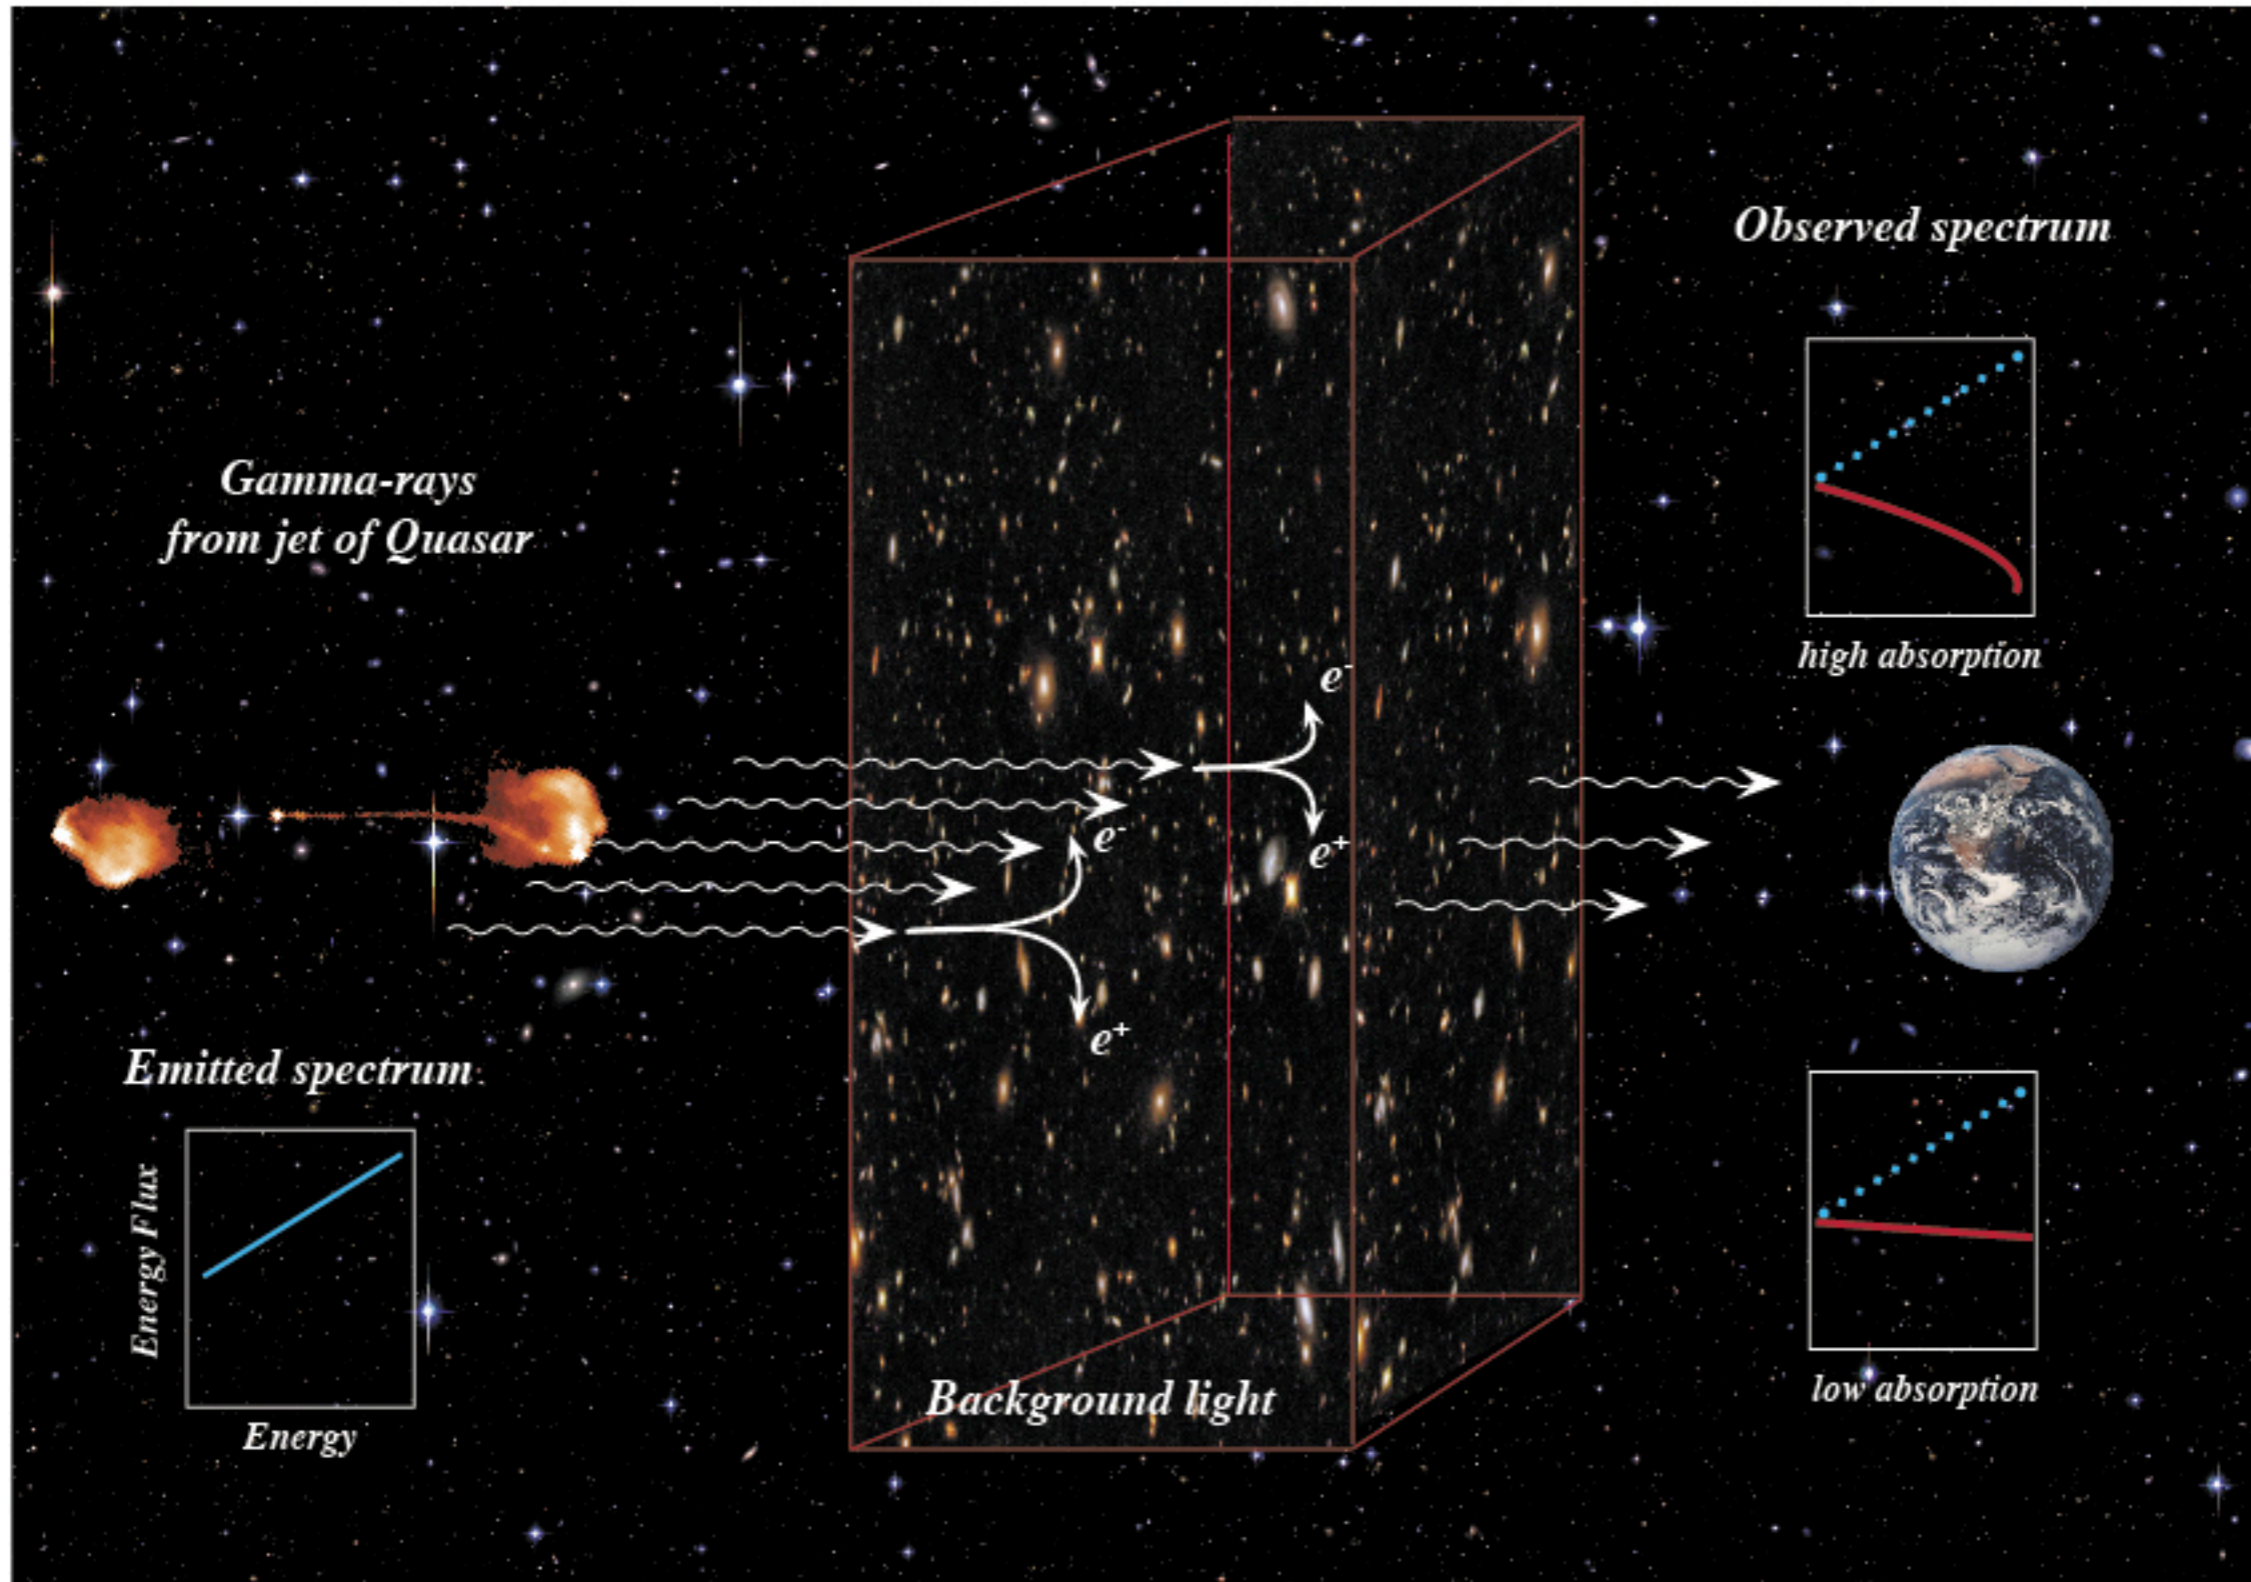 Observed spectrum
Gamma-rays
from jet of Quasar
high absorption
e-
e+
e-
e+
Emitted spectrum
Energy Flux
Energy
Background light
low absorption